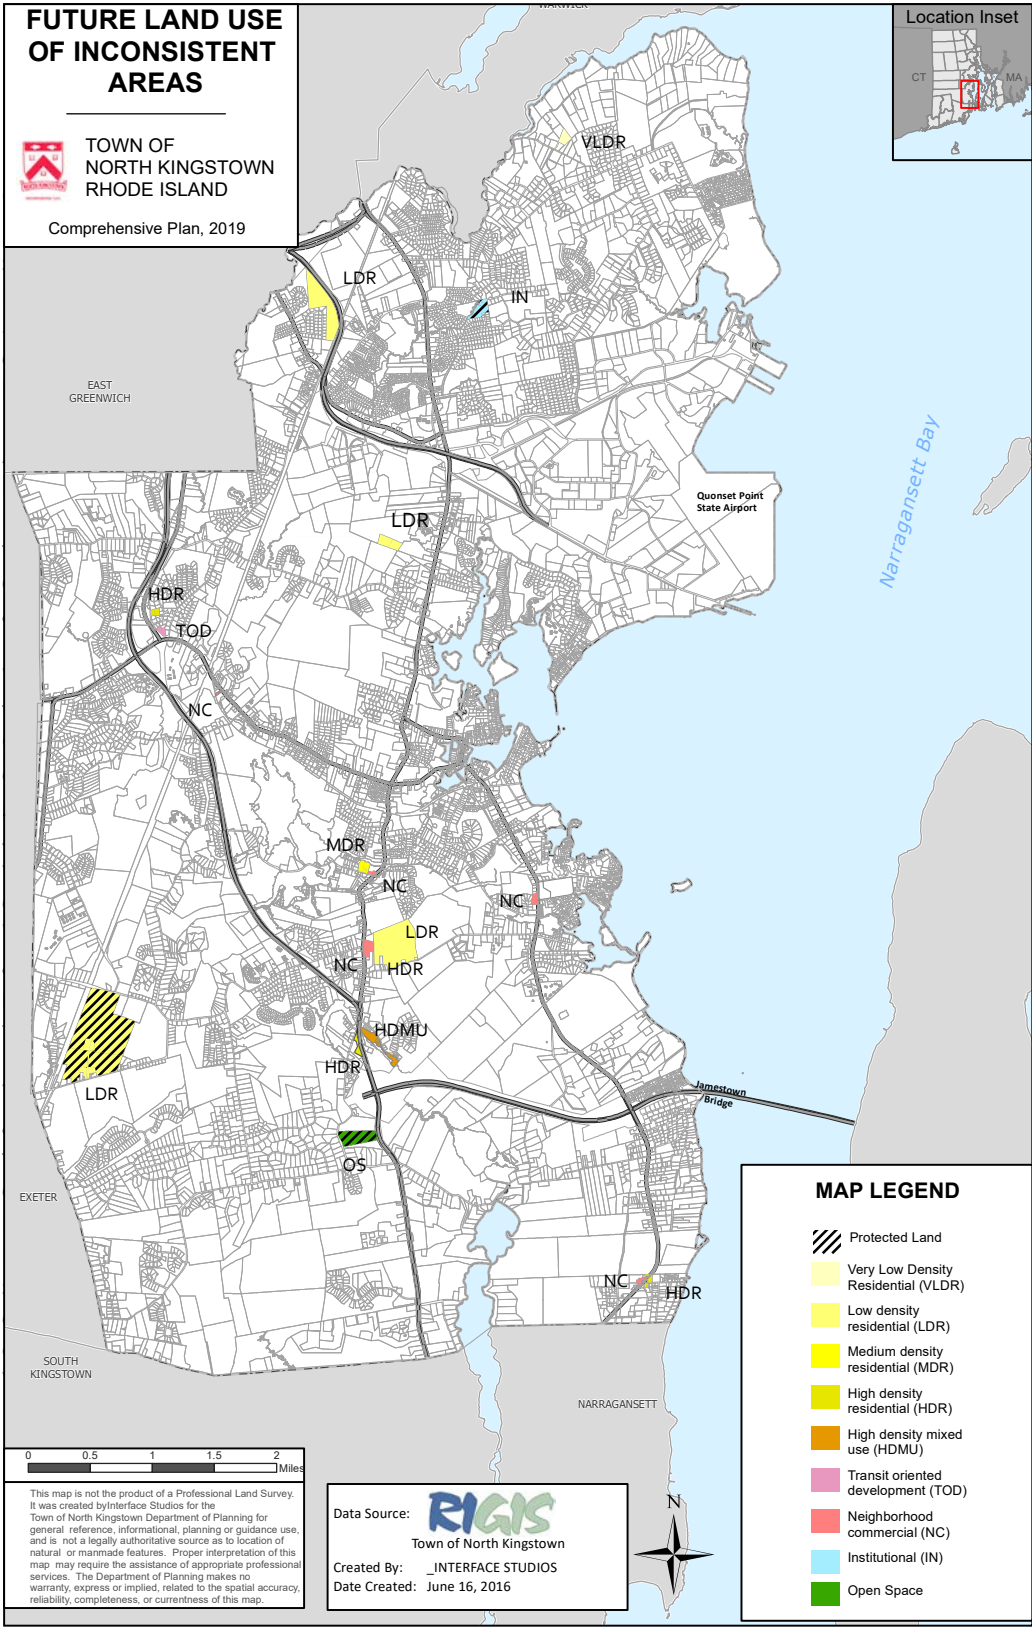 FUTURE LAND USE
OF INCONSISTENT
AREAS
TOWN OF
NORTH KINGSTOWN
RHODE ISLAND
Comprehensive Plan, 2019
WARWICK
Location Inset
CT
MA
VLDR
LDR
IN
EAST
GREENWICH
Narragansett Bay
Quonset Point
State Airport
LDR
HDR
TOD
NC
MDR
NC
NC
LDR
NC
HDR
HDMU
HDR
LDR
Jamestown
Bridge
OS
EXETER
NC
HDR
SOUTH
KINGSTOWN
NARRAGANSETT
MAP LEGEND
Protected Land
Very Low Density
Residential (VLDR)
Low density
residential (LDR)
Medium density
residential (MDR)
High density
residential (HDR)
High density mixed
use (HDMU)
Transit oriented
development (TOD)
Neighborhood
commercial (NC)
Institutional (IN)
Open Space
0 0.5 1 1.5 2
Miles
This map is not the product of a Professional Land Survey.
It was created byInterface Studios for the
Town of North Kingstown Department of Planning for
general reference, informational, planning or guidance use,
and is not a legally authoritative source as to location of
natural or manmade features. Proper interpretation of this
map may require the assistance of appropriate professional
services. The Department of Planning makes no
warranty, express or implied, related to the spatial accuracy,
reliability, completeness, or currentness of this map.
Data Source: RIGIS
Town of North Kingstown
Created By: _INTERFACE STUDIOS
Date Created: June 16, 2016
N